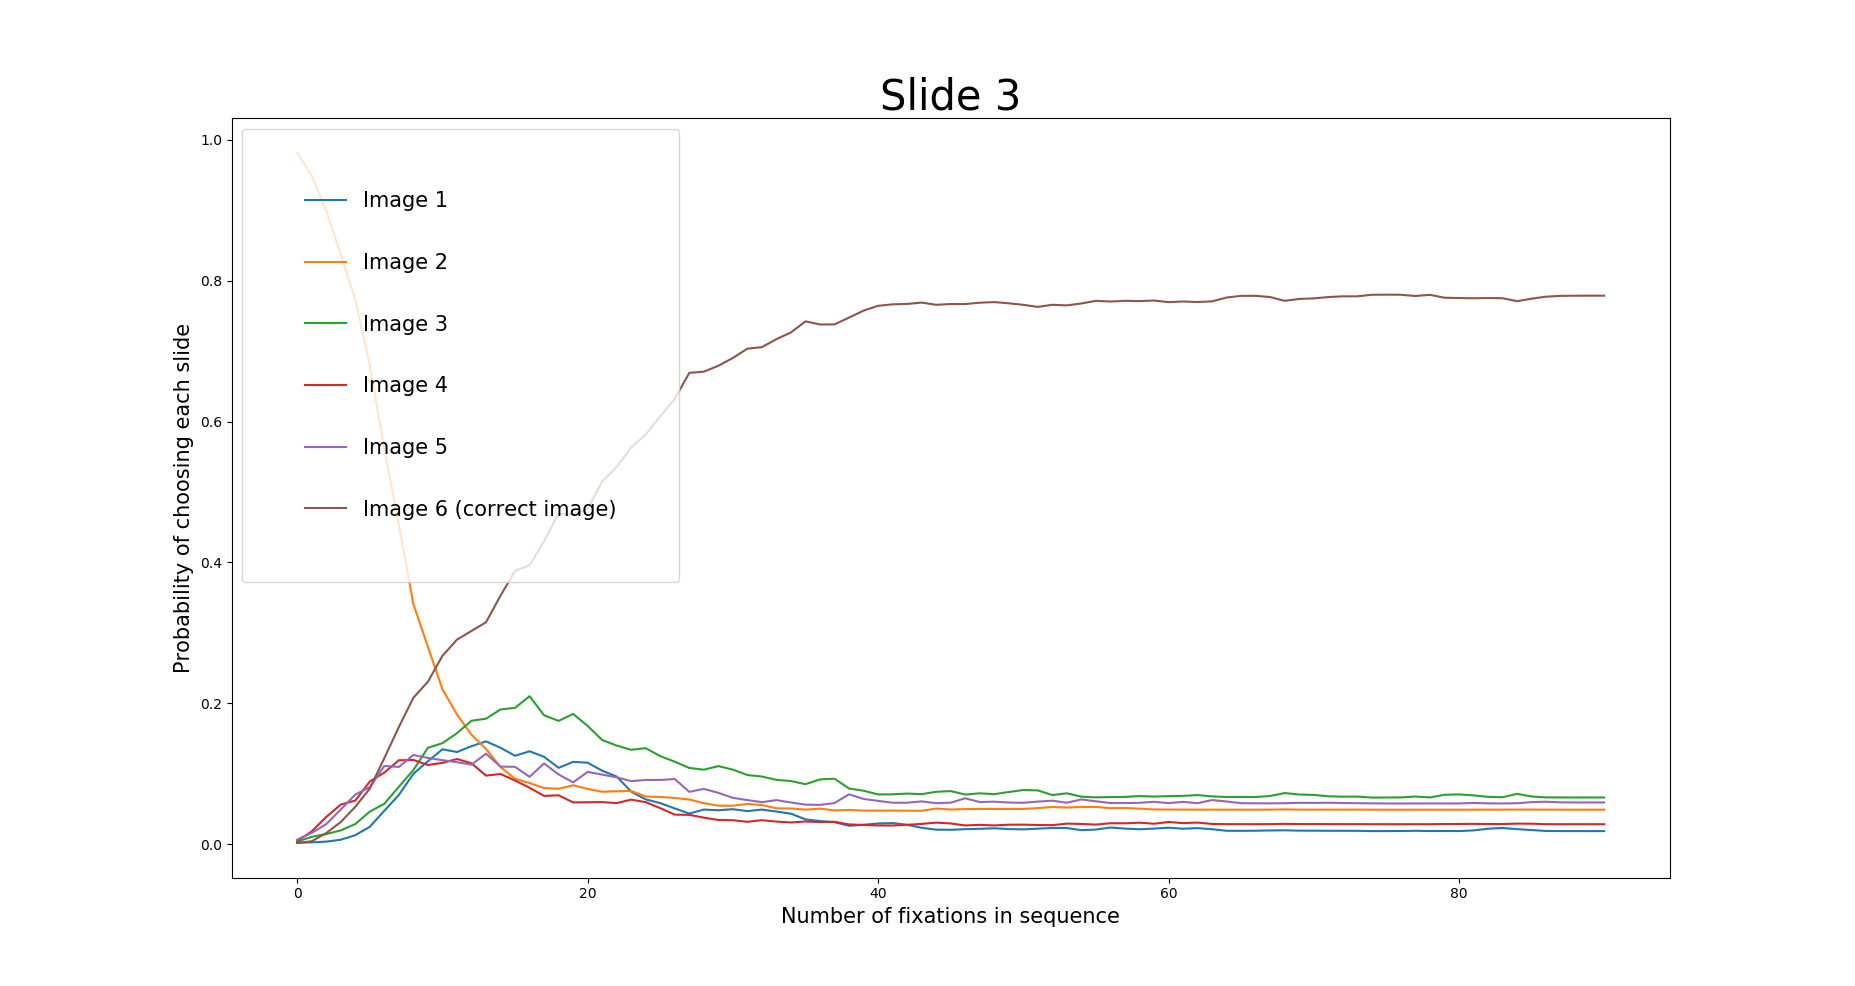 Slide 3
1.0
0.8
0.6
0.4
0.2
0.0
Probability of choosing each slide
Image 1
Image 2
Image 3
Image 4
Image 5
Image 6 (correct image)
0 20 40 60 80
Number of fixations in sequence